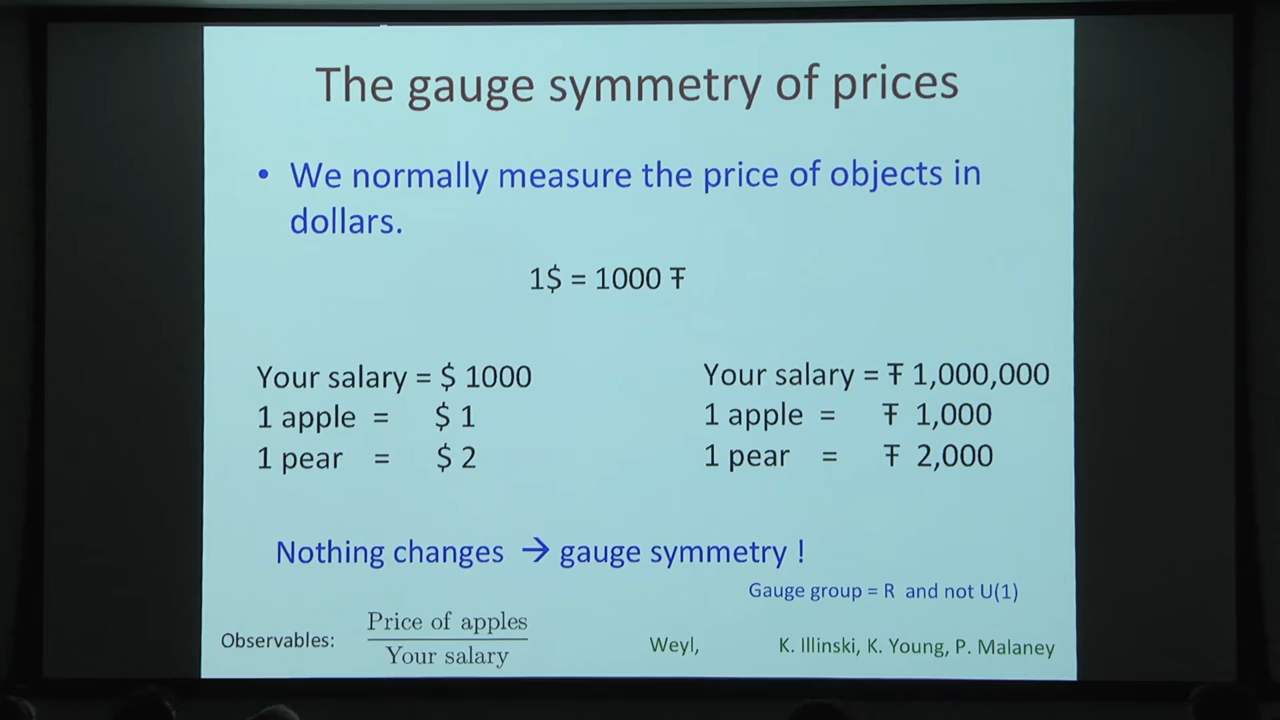 The gauge symmetry of prices
• We normally measure the price of objects in
dollars.
1$ = 1000 Ŧ
Your salary = $ 1000
1 apple = $ 1
1 pear = $ 2
Your salary = Ŧ 1,000,000
1 apple = Ŧ 1,000
1 pear = Ŧ 2,000
Nothing changes → gauge symmetry !
Gauge group = R and not U(1)
Observables:
Price of apples
Your salary
Weyl,
K. Illinski, K. Young, P. Malaney